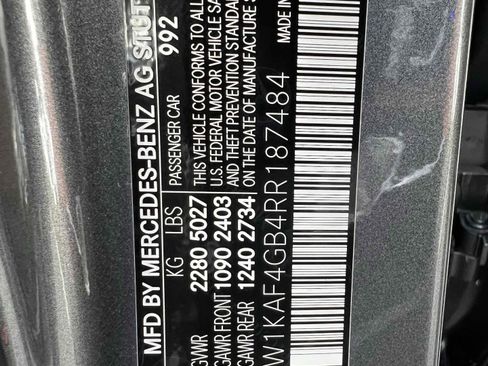 MFD BY MERCEDES-BENZ AG STUT
992
KG LBS PASSENGER CAR
GVWR 2280 5027 THIS VEHICLE CONFORMS TO ALL
GAWR FRONT 1090 2403 U.S. FEDERAL MOTOR VEHICLE SA
GAWR REAR 1240 2734 AND THEFT PREVENTION STANDA
ON THE DATE OF MANUFACTURE S
W1KAF4GB4RR187484 MADE IN